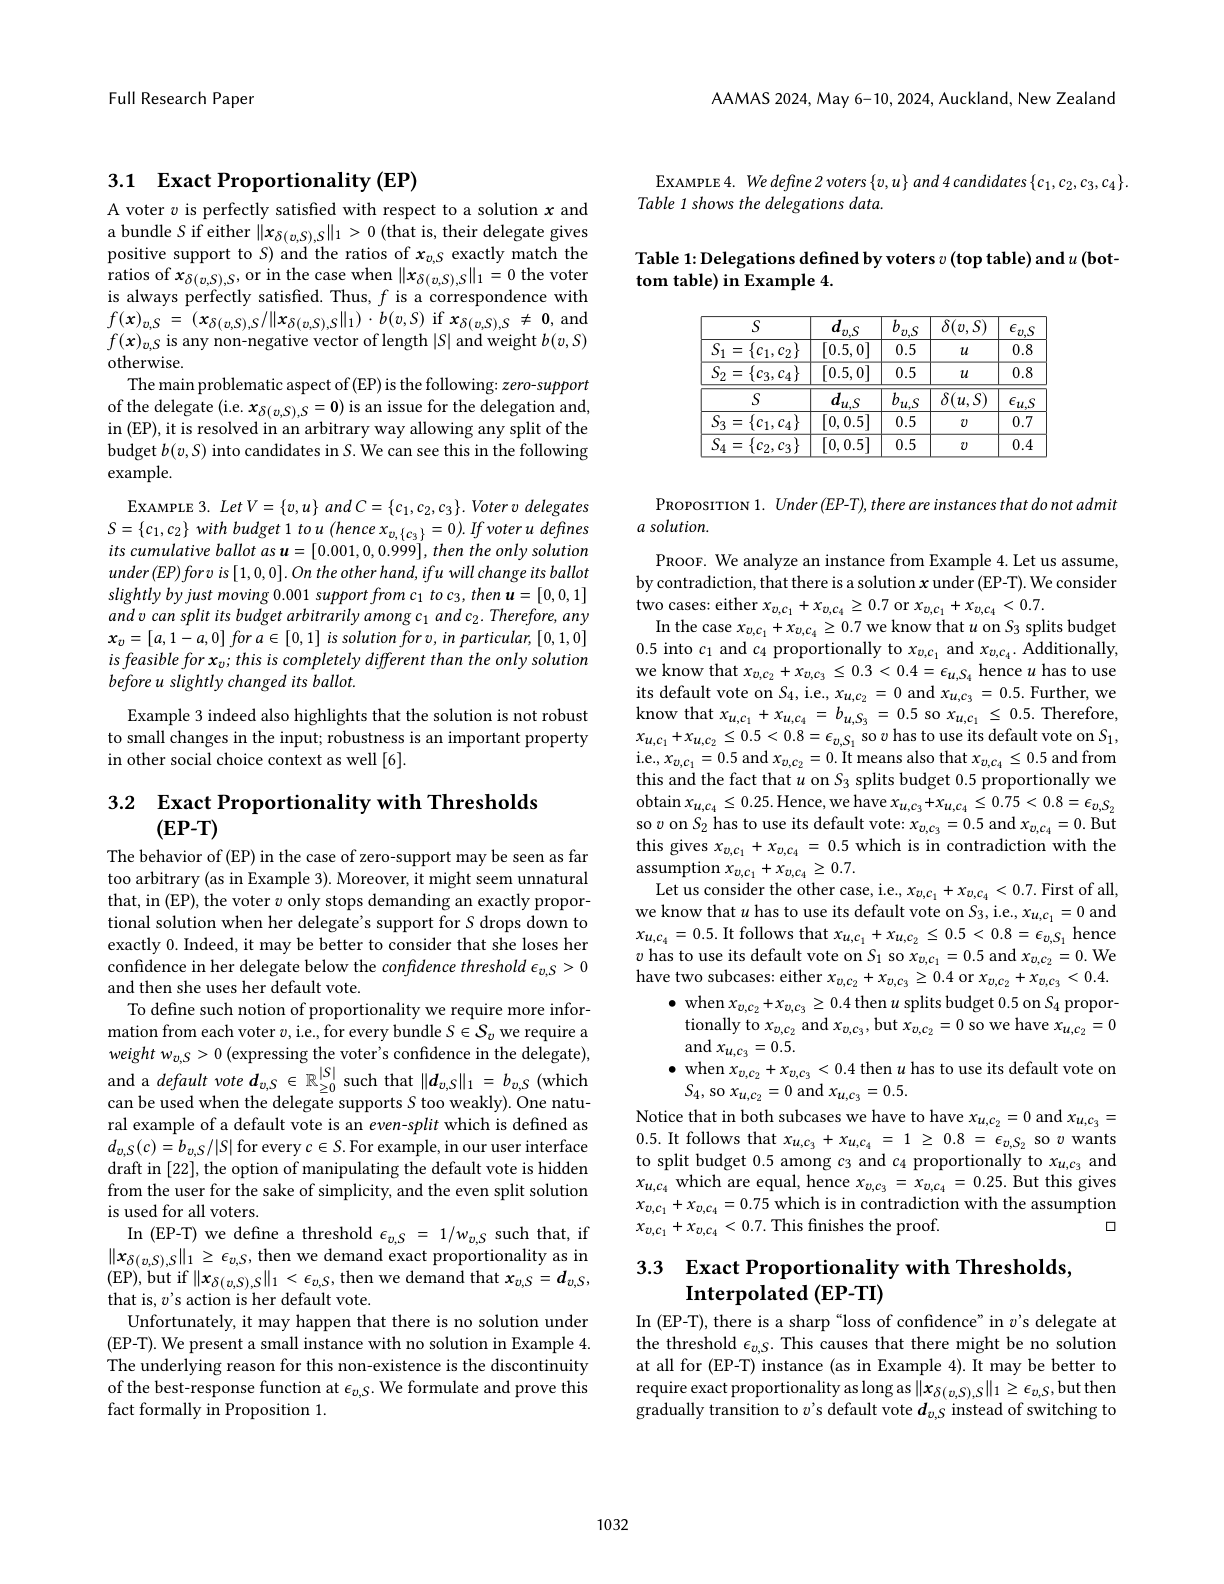 Full Research Paper
AAMAS 2024, May 6–10, 2024, Auckland, New Zealand
3.1 Exact Proportionality (EP)
A voter v is perfectly satisfied with respect to a solution x and
a bundle S if either ∥x_{δ(v,S),S}∥₁ > 0 (that is, their delegate gives
positive support to S) and the ratios of x_{v,S} exactly match the
ratios of x_{δ(v,S),S}, or in the case when ∥x_{δ(v,S),S}∥₁ = 0 the voter
is always perfectly satisfied. Thus, f is a correspondence with
f(x)_{v,S} = (x_{δ(v,S),S}/∥x_{δ(v,S),S}∥₁) · b(v,S) if x_{δ(v,S),S} ≠ 0, and
f(x)_{v,S} is any non-negative vector of length |S| and weight b(v,S)
otherwise.
The main problematic aspect of (EP) is the following: zero-support
of the delegate (i.e. x_{δ(v,S),S} = 0) is an issue for the delegation and,
in (EP), it is resolved in an arbitrary way allowing any split of the
budget b(v,S) into candidates in S. We can see this in the following
example.
Example 3. Let V = {v,u} and C = {c₁,c₂,c₃}. Voter v delegates
S = {c₁,c₂} with budget 1 to u (hence x_{v,{c₃}} = 0). If voter u defines
its cumulative ballot as u = [0.001, 0, 0.999], then the only solution
under (EP) for v is [1, 0, 0]. On the other hand, if u will change its ballot
slightly by just moving 0.001 support from c₁ to c₃, then u = [0, 0, 1]
and v can split its budget arbitrarily among c₁ and c₂. Therefore, any
x_v = [a, 1 − a, 0] for a ∈ [0, 1] is solution for v, in particular, [0, 1, 0]
is feasible for x_v; this is completely different than the only solution
before u slightly changed its ballot.
Example 3 indeed also highlights that the solution is not robust
to small changes in the input; robustness is an important property
in other social choice context as well [6].
3.2 Exact Proportionality with Thresholds
(EP-T)
The behavior of (EP) in the case of zero-support may be seen as far
too arbitrary (as in Example 3). Moreover, it might seem unnatural
that, in (EP), the voter v only stops demanding an exactly propor-
tional solution when her delegate's support for S drops down to
exactly 0. Indeed, it may be better to consider that she loses her
confidence in her delegate below the confidence threshold ϵ_{v,S} > 0
and then she uses her default vote.
To define such notion of proportionality we require more infor-
mation from each voter v, i.e., for every bundle S ∈ 𝒮_v we require a
weight w_{v,S} > 0 (expressing the voter's confidence in the delegate),
and a default vote d_{v,S} ∈ ℝ^{|S|}_{≥0} such that ∥d_{v,S}∥₁ = b_{v,S} (which
can be used when the delegate supports S too weakly). One natu-
ral example of a default vote is an even-split which is defined as
d_{v,S}(c) = b_{v,S}/|S| for every c ∈ S. For example, in our user interface
draft in [22], the option of manipulating the default vote is hidden
from the user for the sake of simplicity, and the even split solution
is used for all voters.
In (EP-T) we define a threshold ϵ_{v,S} = 1/w_{v,S} such that, if
∥x_{δ(v,S),S}∥₁ ≥ ϵ_{v,S}, then we demand exact proportionality as in
(EP), but if ∥x_{δ(v,S),S}∥₁ < ϵ_{v,S}, then we demand that x_{v,S} = d_{v,S},
that is, v's action is her default vote.
Unfortunately, it may happen that there is no solution under
(EP-T). We present a small instance with no solution in Example 4.
The underlying reason for this non-existence is the discontinuity
of the best-response function at ϵ_{v,S}. We formulate and prove this
fact formally in Proposition 1.
Example 4. We define 2 voters {v,u} and 4 candidates {c₁,c₂,c₃,c₄}.
Table 1 shows the delegations data.
Table 1: Delegations defined by voters v (top table) and u (bot-
tom table) in Example 4.
S d_{v,S} b_{v,S} δ(v,S) ϵ_{v,S}
S₁ = {c₁,c₂} [0.5, 0] 0.5 u 0.8
S₂ = {c₃,c₄} [0.5, 0] 0.5 u 0.8
S d_{u,S} b_{u,S} δ(u,S) ϵ_{u,S}
S₃ = {c₁,c₄} [0, 0.5] 0.5 v 0.7
S₄ = {c₂,c₃} [0, 0.5] 0.5 v 0.4
Proposition 1. Under (EP-T), there are instances that do not admit
a solution.
Proof. We analyze an instance from Example 4. Let us assume,
by contradiction, that there is a solution x under (EP-T). We consider
two cases: either x_{v,c₁} + x_{v,c₄} ≥ 0.7 or x_{v,c₁} + x_{v,c₄} < 0.7.
In the case x_{v,c₁} + x_{v,c₄} ≥ 0.7 we know that u on S₃ splits budget
0.5 into c₁ and c₄ proportionally to x_{v,c₁} and x_{v,c₄}. Additionally,
we know that x_{v,c₂} + x_{v,c₃} ≤ 0.3 < 0.4 = ϵ_{u,S₄} hence u has to use
its default vote on S₄, i.e., x_{u,c₂} = 0 and x_{u,c₃} = 0.5. Further, we
know that x_{u,c₁} + x_{u,c₄} = b_{u,S₃} = 0.5 so x_{u,c₁} ≤ 0.5. Therefore,
x_{u,c₁} + x_{u,c₂} ≤ 0.5 < 0.8 = ϵ_{v,S₁} so v has to use its default vote on S₁,
i.e., x_{v,c₁} = 0.5 and x_{v,c₂} = 0. It means also that x_{v,c₄} ≤ 0.5 and from
this and the fact that u on S₃ splits budget 0.5 proportionally we
obtain x_{u,c₄} ≤ 0.25. Hence, we have x_{u,c₃} + x_{u,c₄} ≤ 0.75 < 0.8 = ϵ_{v,S₂}
so v on S₂ has to use its default vote: x_{v,c₃} = 0.5 and x_{v,c₄} = 0. But
this gives x_{v,c₁} + x_{v,c₄} = 0.5 which is in contradiction with the
assumption x_{v,c₁} + x_{v,c₄} ≥ 0.7.
Let us consider the other case, i.e., x_{v,c₁} + x_{v,c₄} < 0.7. First of all,
we know that u has to use its default vote on S₃, i.e., x_{u,c₁} = 0 and
x_{u,c₄} = 0.5. It follows that x_{u,c₁} + x_{u,c₂} ≤ 0.5 < 0.8 = ϵ_{v,S₁} hence
v has to use its default vote on S₁ so x_{v,c₁} = 0.5 and x_{v,c₂} = 0. We
have two subcases: either x_{v,c₂} + x_{v,c₃} ≥ 0.4 or x_{v,c₂} + x_{v,c₃} < 0.4.
• when x_{v,c₂} + x_{v,c₃} ≥ 0.4 then u splits budget 0.5 on S₄ propor-
tionally to x_{v,c₂} and x_{v,c₃}, but x_{v,c₂} = 0 so we have x_{u,c₂} = 0
and x_{u,c₃} = 0.5.
• when x_{v,c₂} + x_{v,c₃} < 0.4 then u has to use its default vote on
S₄, so x_{u,c₂} = 0 and x_{u,c₃} = 0.5.
Notice that in both subcases we have to have x_{u,c₂} = 0 and x_{u,c₃} =
0.5. It follows that x_{u,c₃} + x_{u,c₄} = 1 ≥ 0.8 = ϵ_{v,S₂} so v wants
to split budget 0.5 among c₃ and c₄ proportionally to x_{u,c₃} and
x_{u,c₄} which are equal, hence x_{v,c₃} = x_{v,c₄} = 0.25. But this gives
x_{v,c₁} + x_{v,c₄} = 0.75 which is in contradiction with the assumption
x_{v,c₁} + x_{v,c₄} < 0.7. This finishes the proof. □
3.3 Exact Proportionality with Thresholds,
Interpolated (EP-TI)
In (EP-T), there is a sharp “loss of confidence” in v's delegate at
the threshold ϵ_{v,S}. This causes that there might be no solution
at all for (EP-T) instance (as in Example 4). It may be better to
require exact proportionality as long as ∥x_{δ(v,S),S}∥₁ ≥ ϵ_{v,S}, but then
gradually transition to v's default vote d_{v,S} instead of switching to
1032